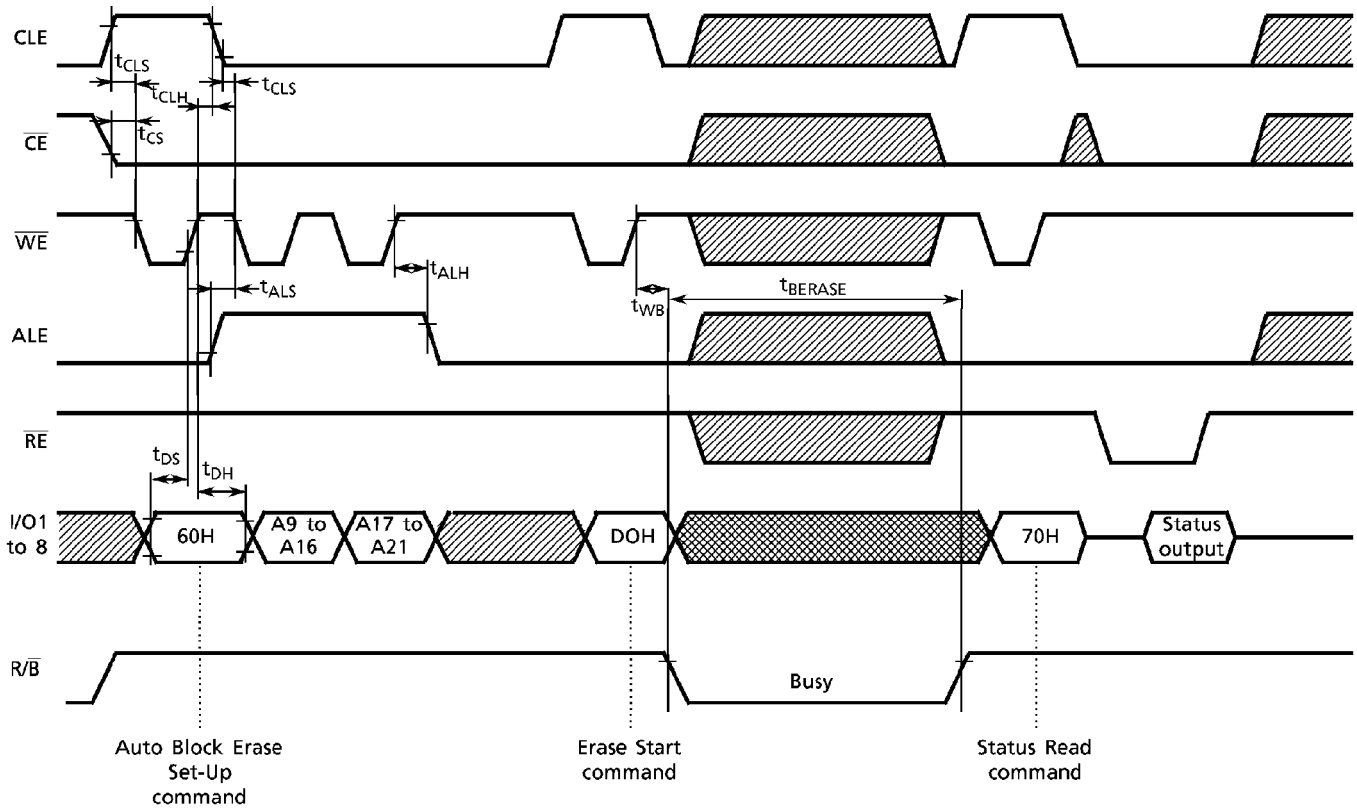 CLE
tCLS
tCLH
tCLS
CE
tCS
WE
tALH
tALS
tWB
tBERASE
ALE
RE
tDS
tDH
I/O1
to 8
60H
A9 to
A16
A17 to
A21
DOH
70H
Status
output
R/B
Busy
Auto Block Erase
Set-Up
command
Erase Start
command
Status Read
command